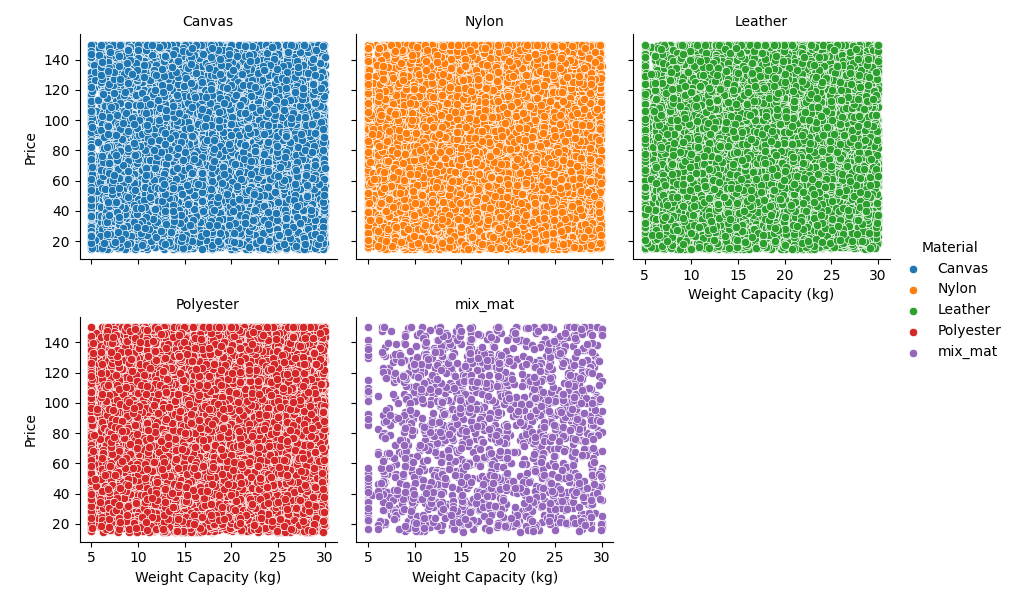 Canvas
Nylon
Leather
140
120
100
80
60
40
20
Price
5 10 15 20 25 30
Weight Capacity (kg)
Material
Canvas
Nylon
Leather
Polyester
mix_mat
Polyester
mix_mat
140
120
100
80
60
40
20
Price
5 10 15 20 25 30
5 10 15 20 25 30
Weight Capacity (kg)
Weight Capacity (kg)